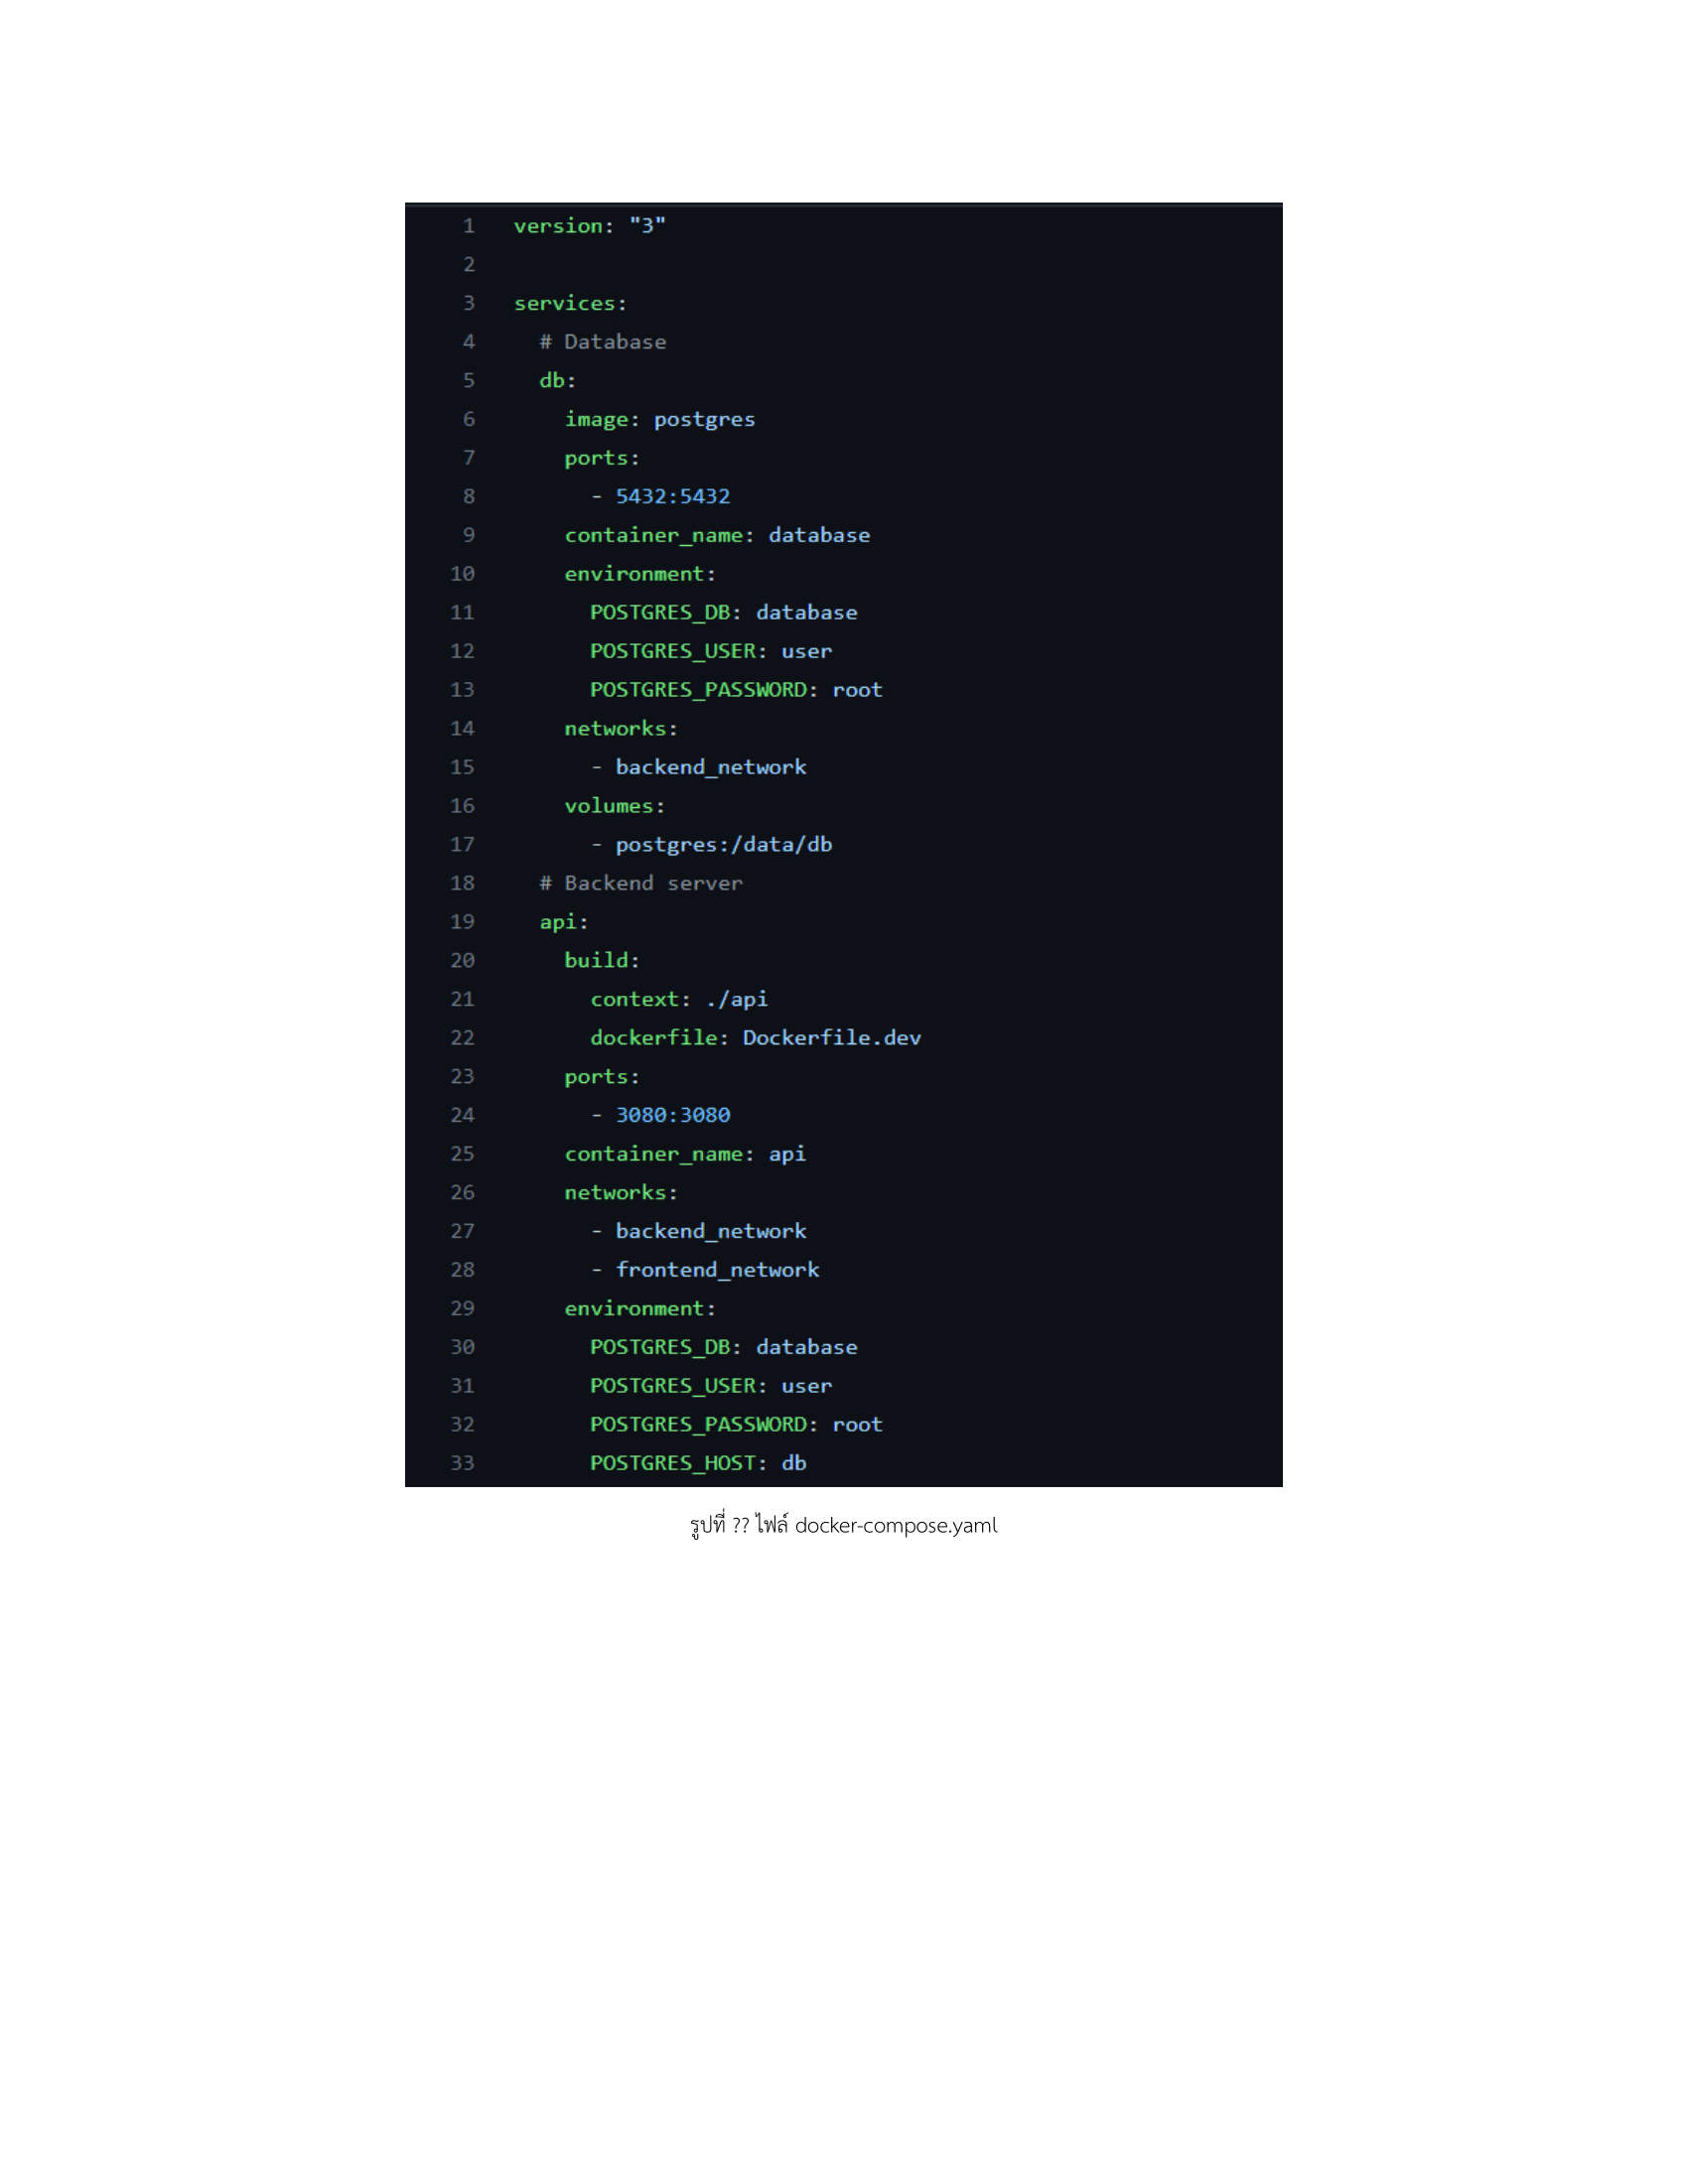 1 version: "3"
2
3 services:
4   # Database
5   db:
6     image: postgres
7     ports:
8       - 5432:5432
9     container_name: database
10     environment:
11       POSTGRES_DB: database
12       POSTGRES_USER: user
13       POSTGRES_PASSWORD: root
14     networks:
15       - backend_network
16     volumes:
17       - postgres:/data/db
18   # Backend server
19   api:
20     build:
21       context: ./api
22       dockerfile: Dockerfile.dev
23     ports:
24       - 3080:3080
25     container_name: api
26     networks:
27       - backend_network
28       - frontend_network
29     environment:
30       POSTGRES_DB: database
31       POSTGRES_USER: user
32       POSTGRES_PASSWORD: root
33       POSTGRES_HOST: db
รูปที่ ?? ไฟล์ docker-compose.yaml